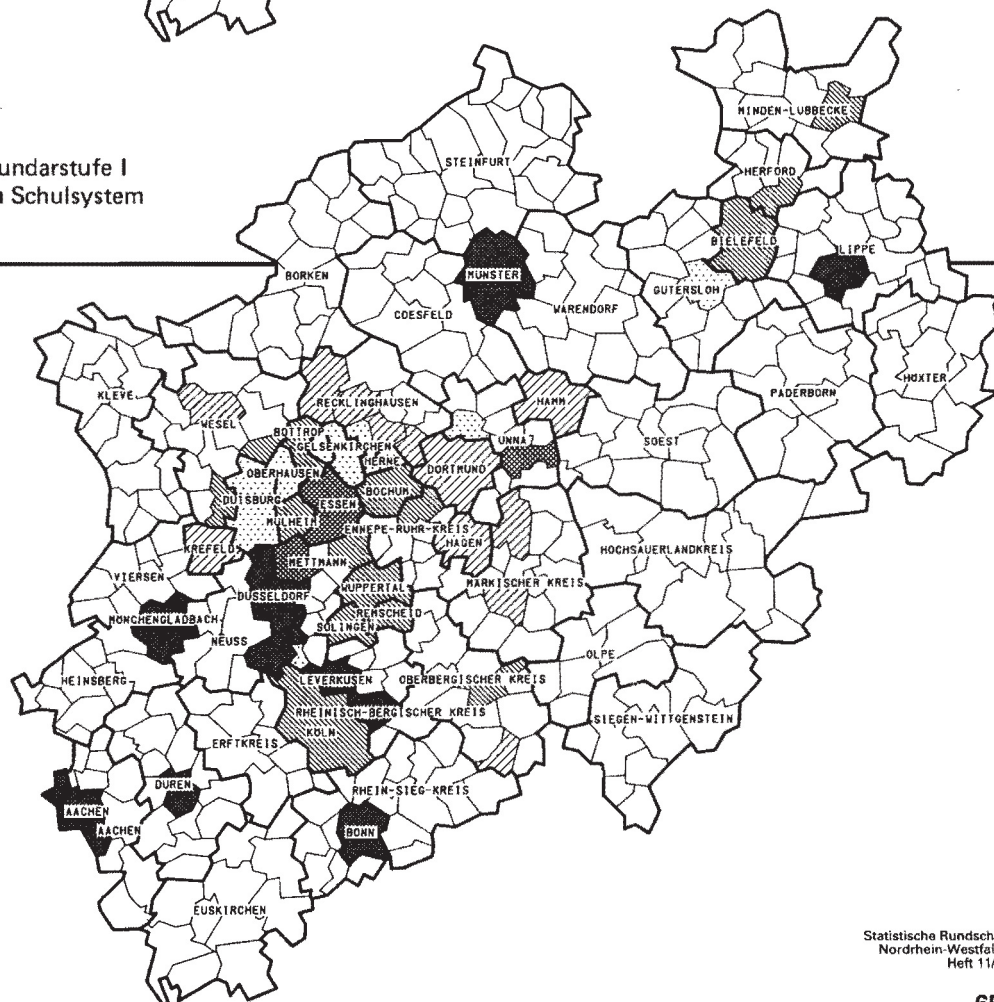 undarstufe I
n Schulsystem
MINDEN-LUBBECKE
STEINFURT
HERFORD
BIELEFELD
LIPPE
BORKEN
MUNSTER
GUTERSLOH
COESFELD
WARENDORF
KLEVE
RECKLINGHAUSEN
HAMM
PADERBORN
HOXTER
WESEL
BOTTROP
GELSENKIRCHEN
UNNA
SOEST
HERNE
DORTMUND
OBERHAUSEN
DUISBURG
ESSEN
BOCHUM
MULHEIM
ENNEPE-RUHR-KREIS
HAGEN
KREFELD
HOCHSAUERLANDKREIS
METTMANN
VIERSEN
WUPPERTAL
MARKISCHER KREIS
DUSSELDORF
MONCHENGLADBACH
REMSCHEID
SOLINGEN
NEUSS
OLPE
HEINSBERG
LEVERKUSEN
OBERBERGISCHER KREIS
RHEINISCH-BERGISCHER KREIS
SIEGEN-WITTGENSTEIN
KOLN
ERFTKREIS
DUREN
RHEIN-SIEG-KREIS
AACHEN
AACHEN
BONN
EUSKIRCHEN
Statistische Rundsch
Nordrhein-Westfal
Heft 11/